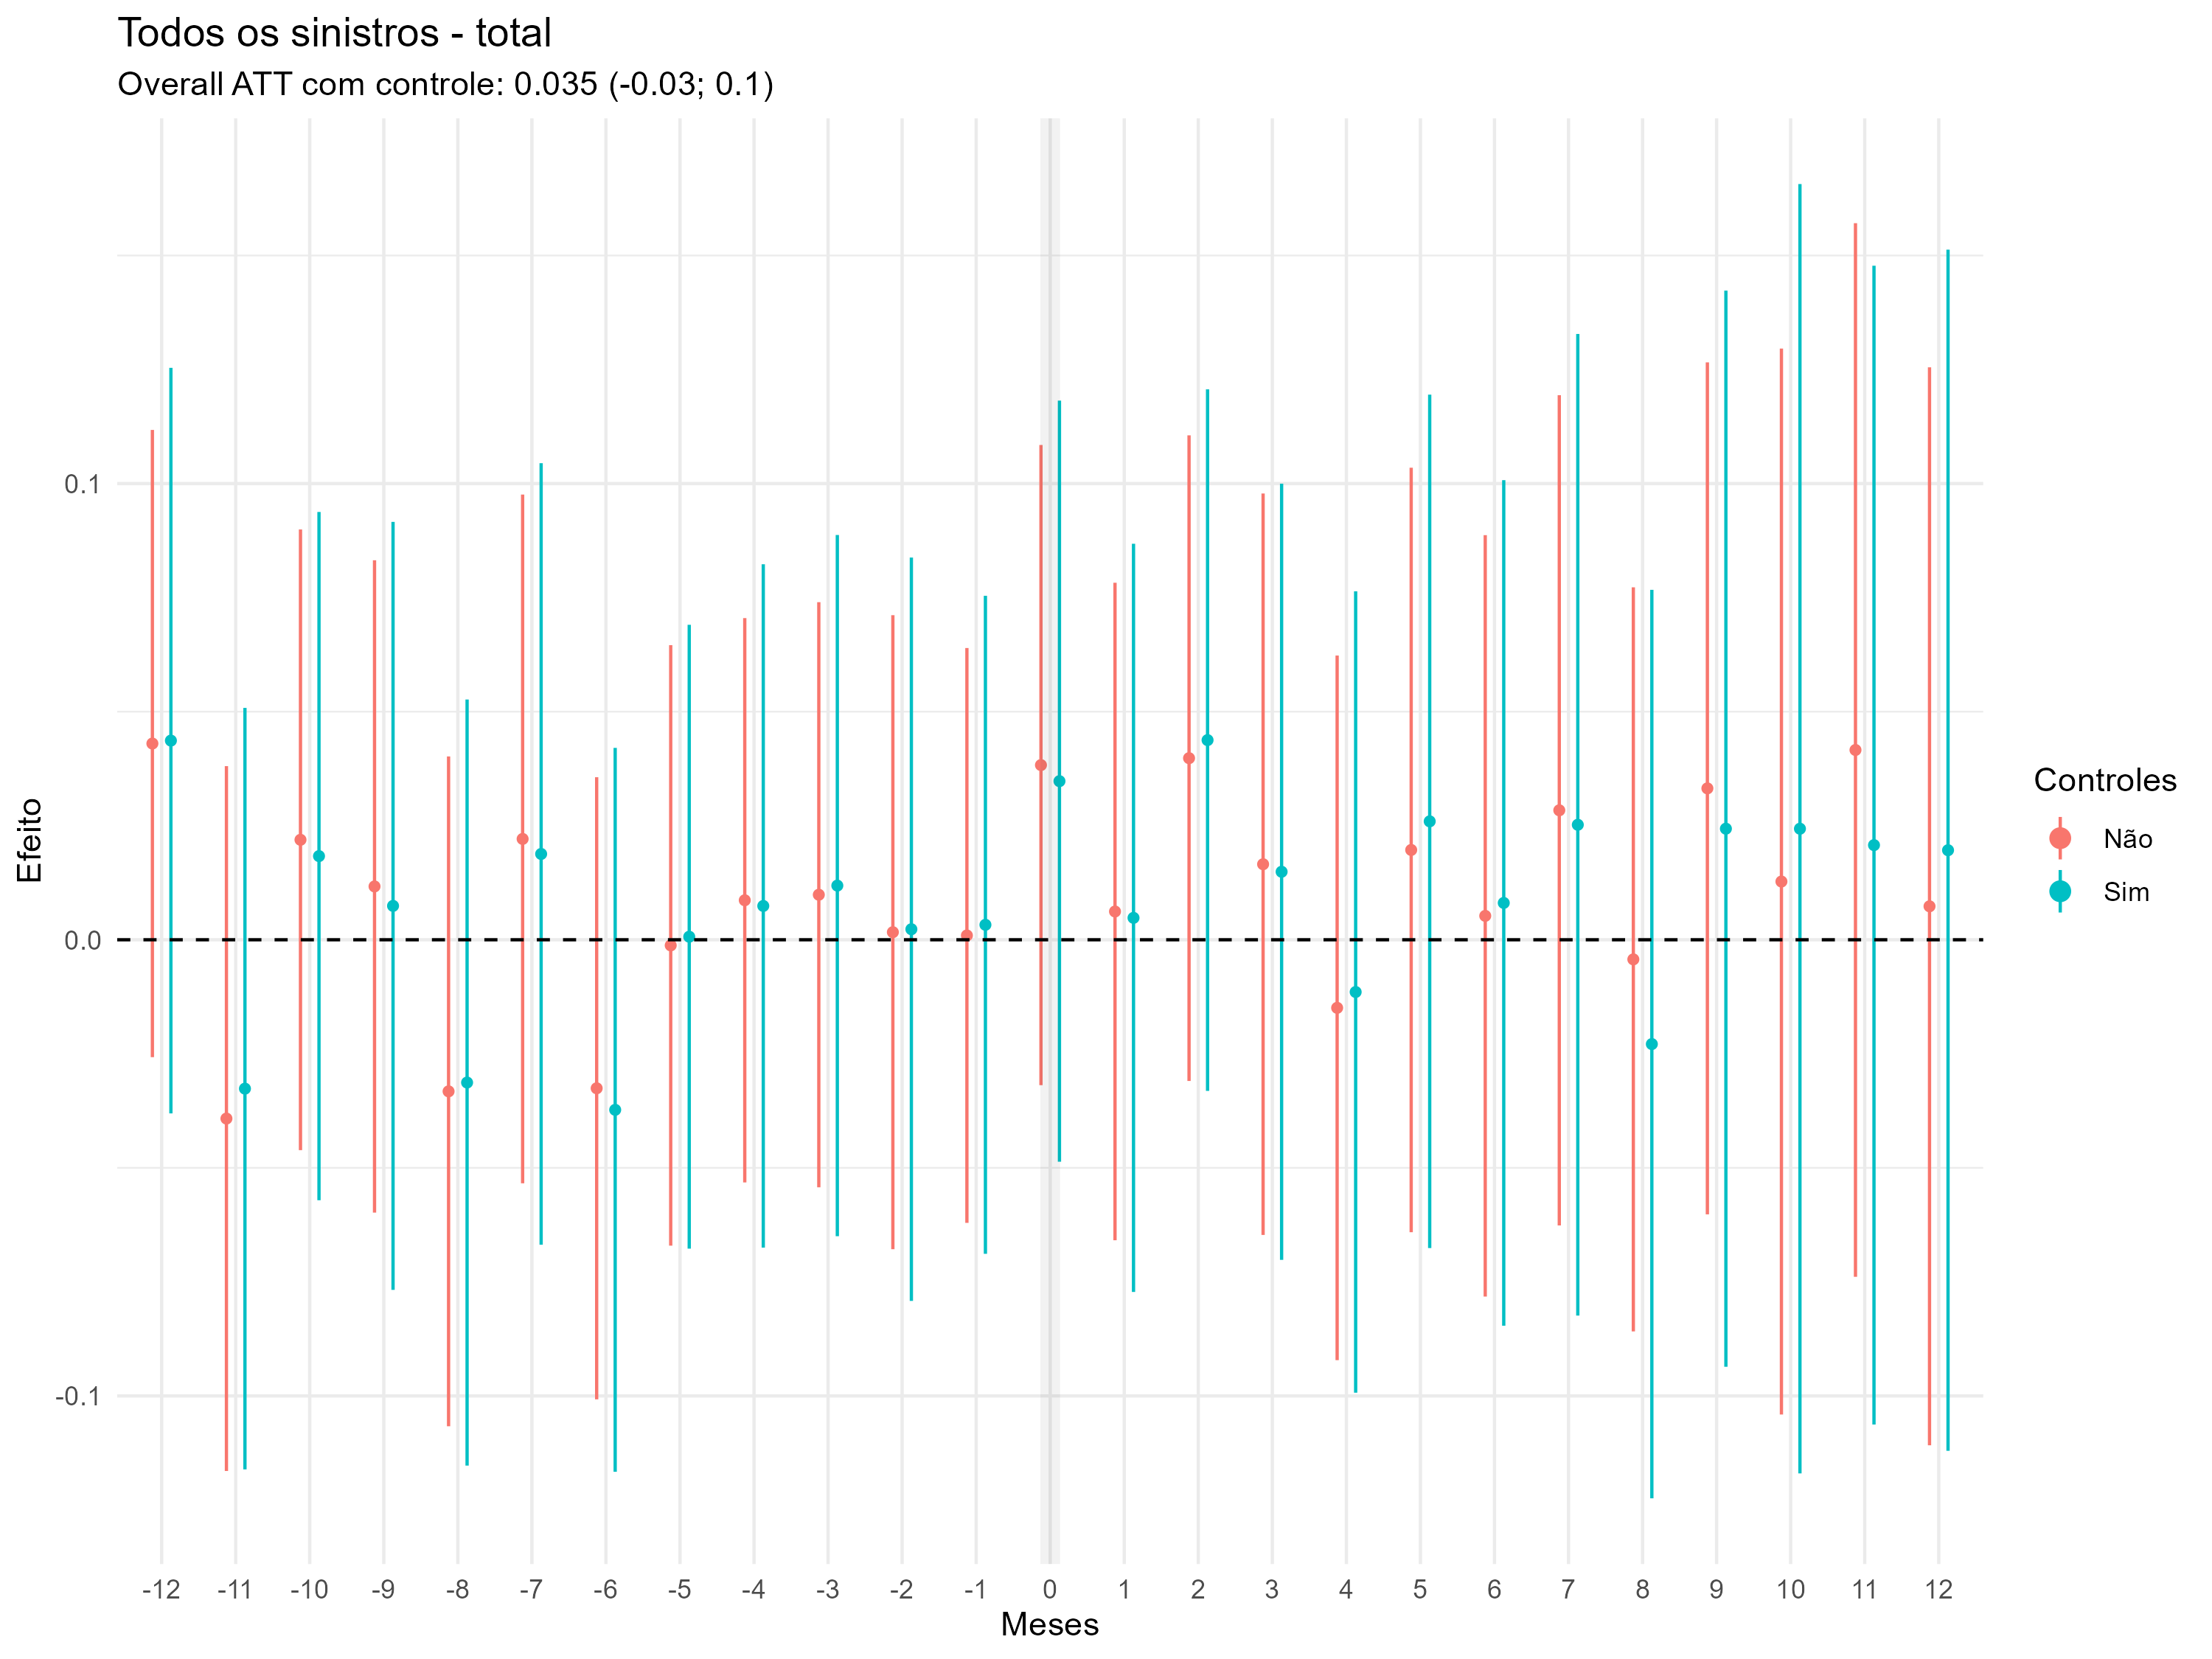 Todos os sinistros - total
Overall ATT com controle: 0.035 (-0.03; 0.1)
Efeito
0.1
0.0
-0.1
-12 -11 -10 -9 -8 -7 -6 -5 -4 -3 -2 -1 0 1 2 3 4 5 6 7 8 9 10 11 12
Meses
Controles
Não
Sim